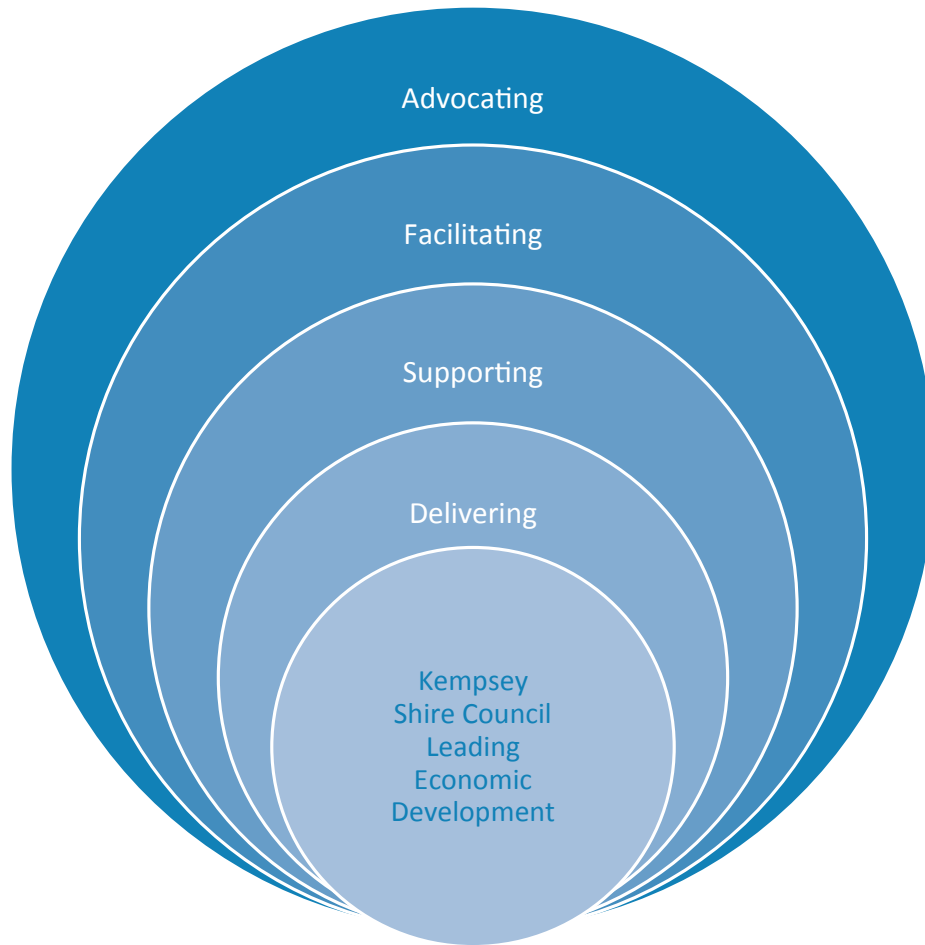 Advocating
Facilitating
Supporting
Delivering
Kempsey
Shire Council
Leading
Economic
Development